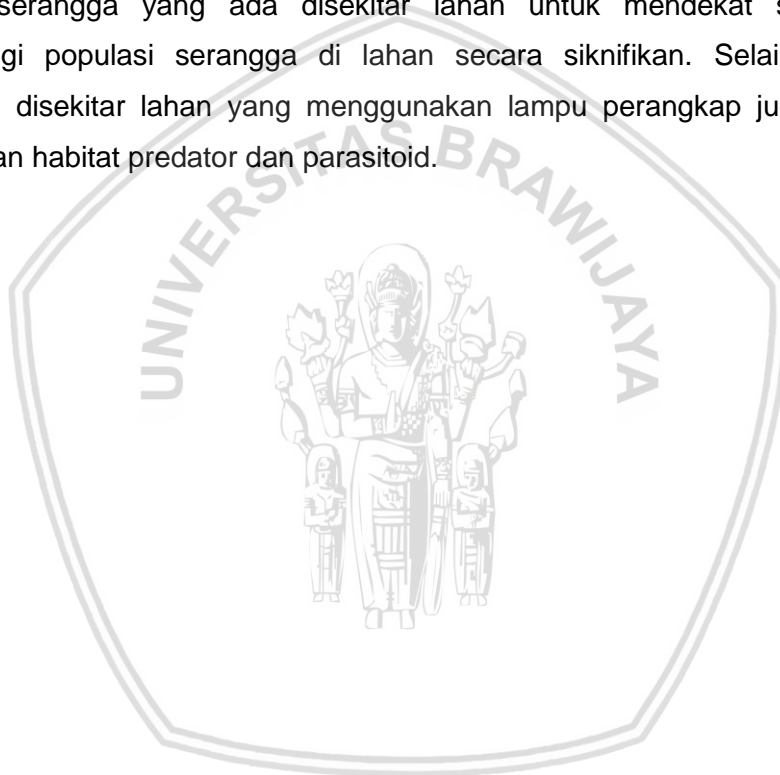 serangga yang ada disekitar lahan untuk mendekat
gi populasi serangga di lahan secara siknifikan. Selai
disekitar lahan yang menggunakan lampu perangkap ju
an habitat predator dan parasitoid.
UNIVERSITAS BRAWIJAYA